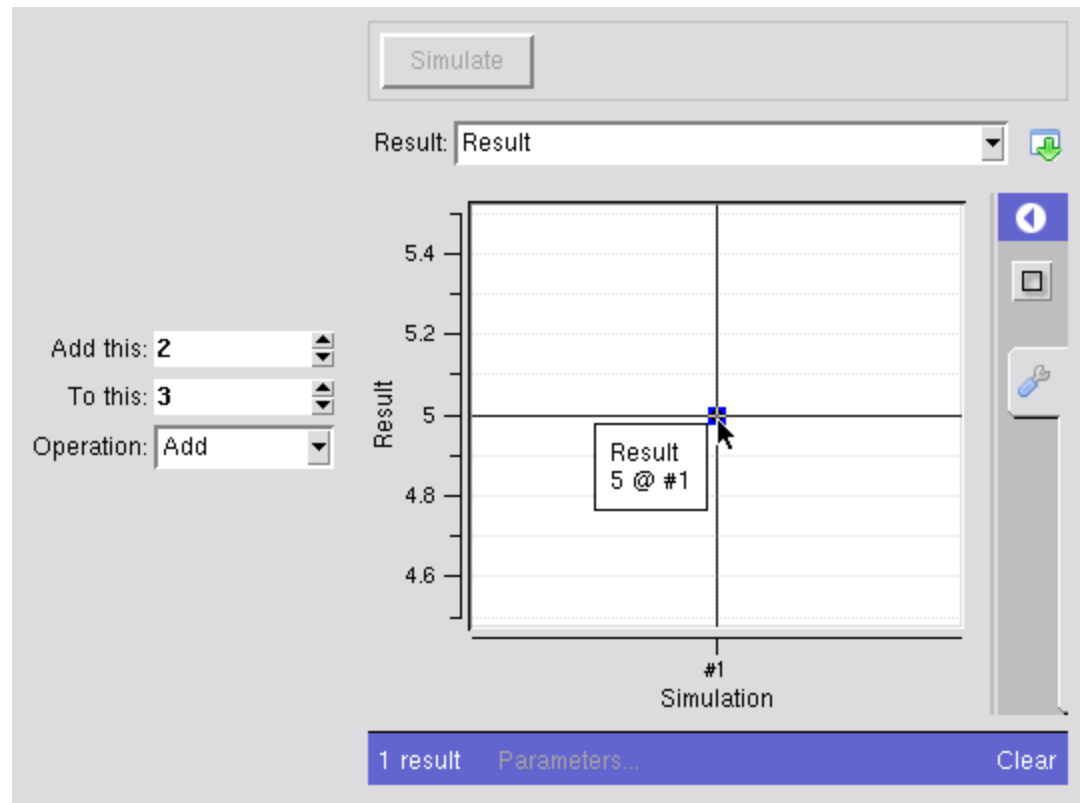 Simulate
Result: Result
Add this: 2
To this: 3
Operation: Add
Result
5.4
5.2
5
4.8
4.6
Result
5 @ #1
#1
Simulation
1 result Parameters... Clear